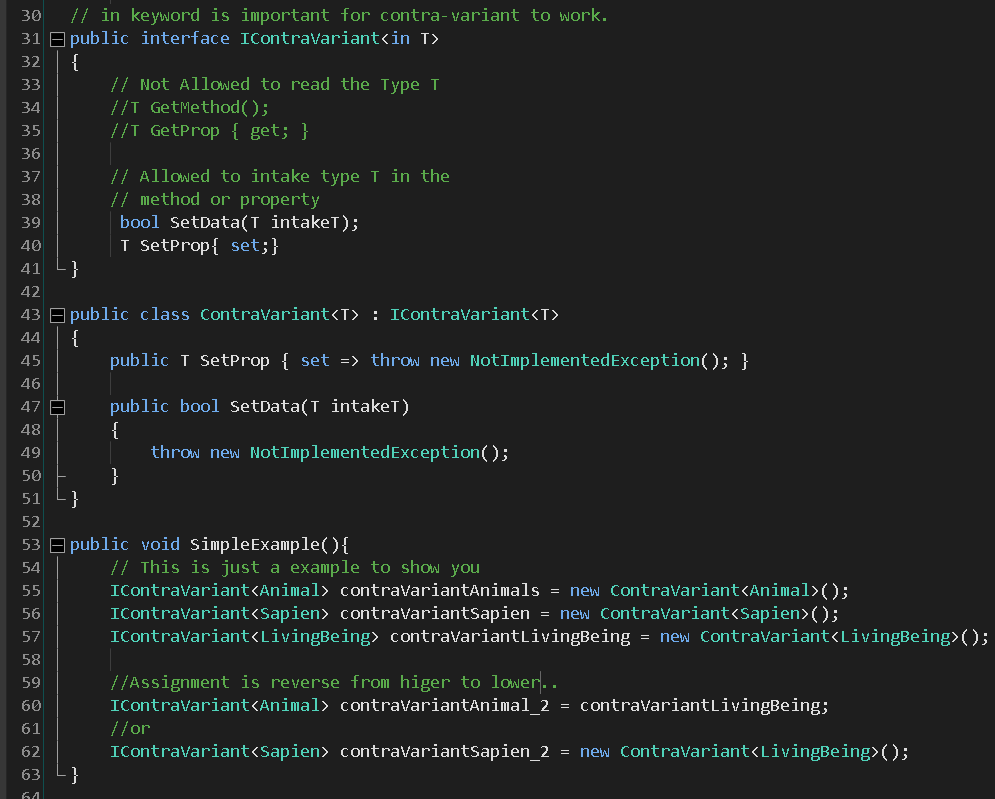 30 // in keyword is important for contra-variant to work.
31 public interface IContraVariant<in T>
32 {
33 // Not Allowed to read the Type T
34 //T GetMethod();
35 //T GetProp { get; }
36
37 // Allowed to intake type T in the
38 // method or property
39 bool SetData(T intakeT);
40 T SetProp{ set;}
41 }
42
43 public class ContraVariant<T> : IContraVariant<T>
44 {
45 public T SetProp { set => throw new NotImplementedException(); }
46
47 public bool SetData(T intakeT)
48 {
49 throw new NotImplementedException();
50 }
51 }
52
53 public void SimpleExample(){
54 // This is just a example to show you
55 IContraVariant<Animal> contraVariantAnimals = new ContraVariant<Animal>();
56 IContraVariant<Sapien> contraVariantSapien = new ContraVariant<Sapien>();
57 IContraVariant<LivingBeing> contraVariantLivingBeing = new ContraVariant<LivingBeing>();
58
59 //Assignment is reverse from higer to lower..
60 IContraVariant<Animal> contraVariantAnimal_2 = contraVariantLivingBeing;
61 //or
62 IContraVariant<Sapien> contraVariantSapien_2 = new ContraVariant<LivingBeing>();
63 }
64